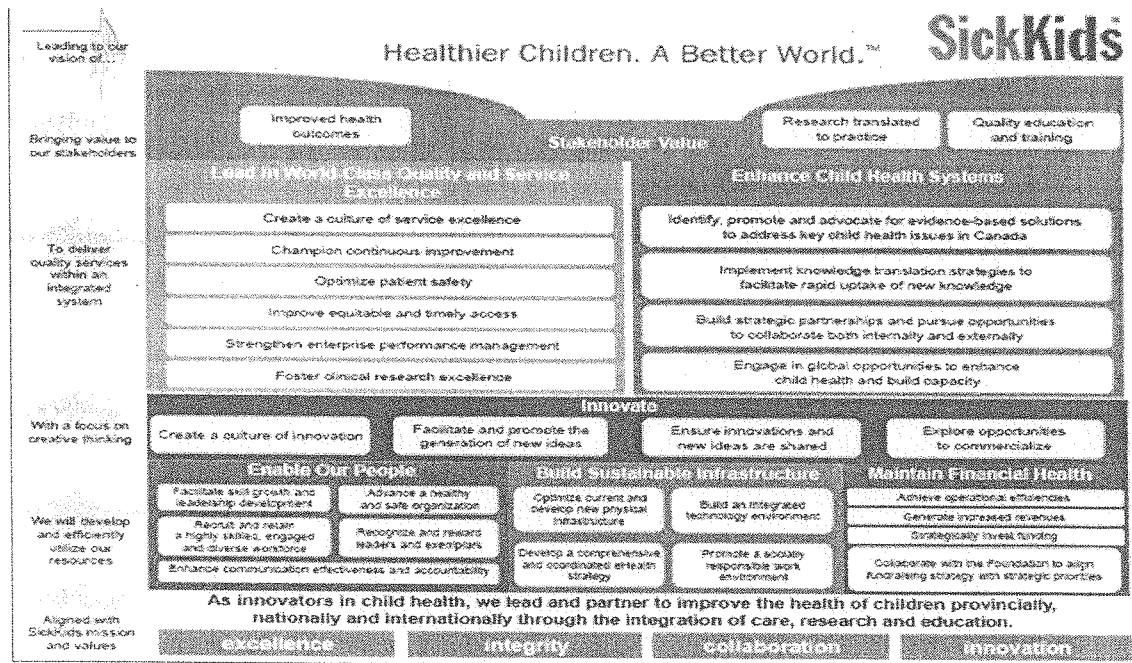 Leading to our
vision of...
Healthier Children. A Better World.™
SickKids
Bringing value to
our stakeholders
Improved health
outcomes
Stakeholder Value
Research translated
to practice
Quality education
and training
To deliver
quality services
within an
integrated
system
Lead in World Class Quality and Service
Excellence
Create a culture of service excellence
Champion continuous improvement
Optimize patient safety
Improve equitable and timely access
Strengthen enterprise performance management
Foster clinical research excellence
Enhance Child Health Systems
Identify, promote and advocate for evidence-based solutions
to address key child health issues in Canada
Implement knowledge translation strategies to
facilitate rapid uptake of new knowledge
Build strategic partnerships and pursue opportunities
to collaborate both internally and externally
Engage in global opportunities to enhance
child health and build capacity
With a focus on
creative thinking
Innovate
Create a culture of innovation
Facilitate and promote the
generation of new ideas
Ensure innovations and
new ideas are shared
Explore opportunities
to commercialize
We will develop
and efficiently
utilize our
resources
Enable Our People
Facilitate skill growth and
leadership development
Advance a healthy
and safe organization
Recruit and retain
a highly skilled, engaged
and diverse workforce
Recognize and reward
leaders and exemplars
Enhance communication effectiveness and accountability
Build Sustainable Infrastructure
Optimize current and
develop new physical
infrastructure
Build an integrated
technology environment
Develop a comprehensive
and coordinated eHealth
strategy
Promote a socially
responsible work
environment
Maintain Financial Health
Achieve operational efficiencies
Generate increased revenues
Strategically invest funding
Collaborate with the Foundation to align
fundraising strategy with strategic priorities
Aligned with
SickKids mission
and values
As innovators in child health, we lead and partner to improve the health of children provincially,
nationally and internationally through the integration of care, research and education.
excellence
integrity
collaboration
innovation